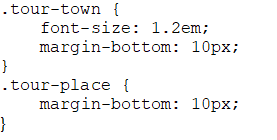 .tour-town {
    font-size: 1.2em;
    margin-bottom: 10px;
}
.tour-place {
    margin-bottom: 10px;
}